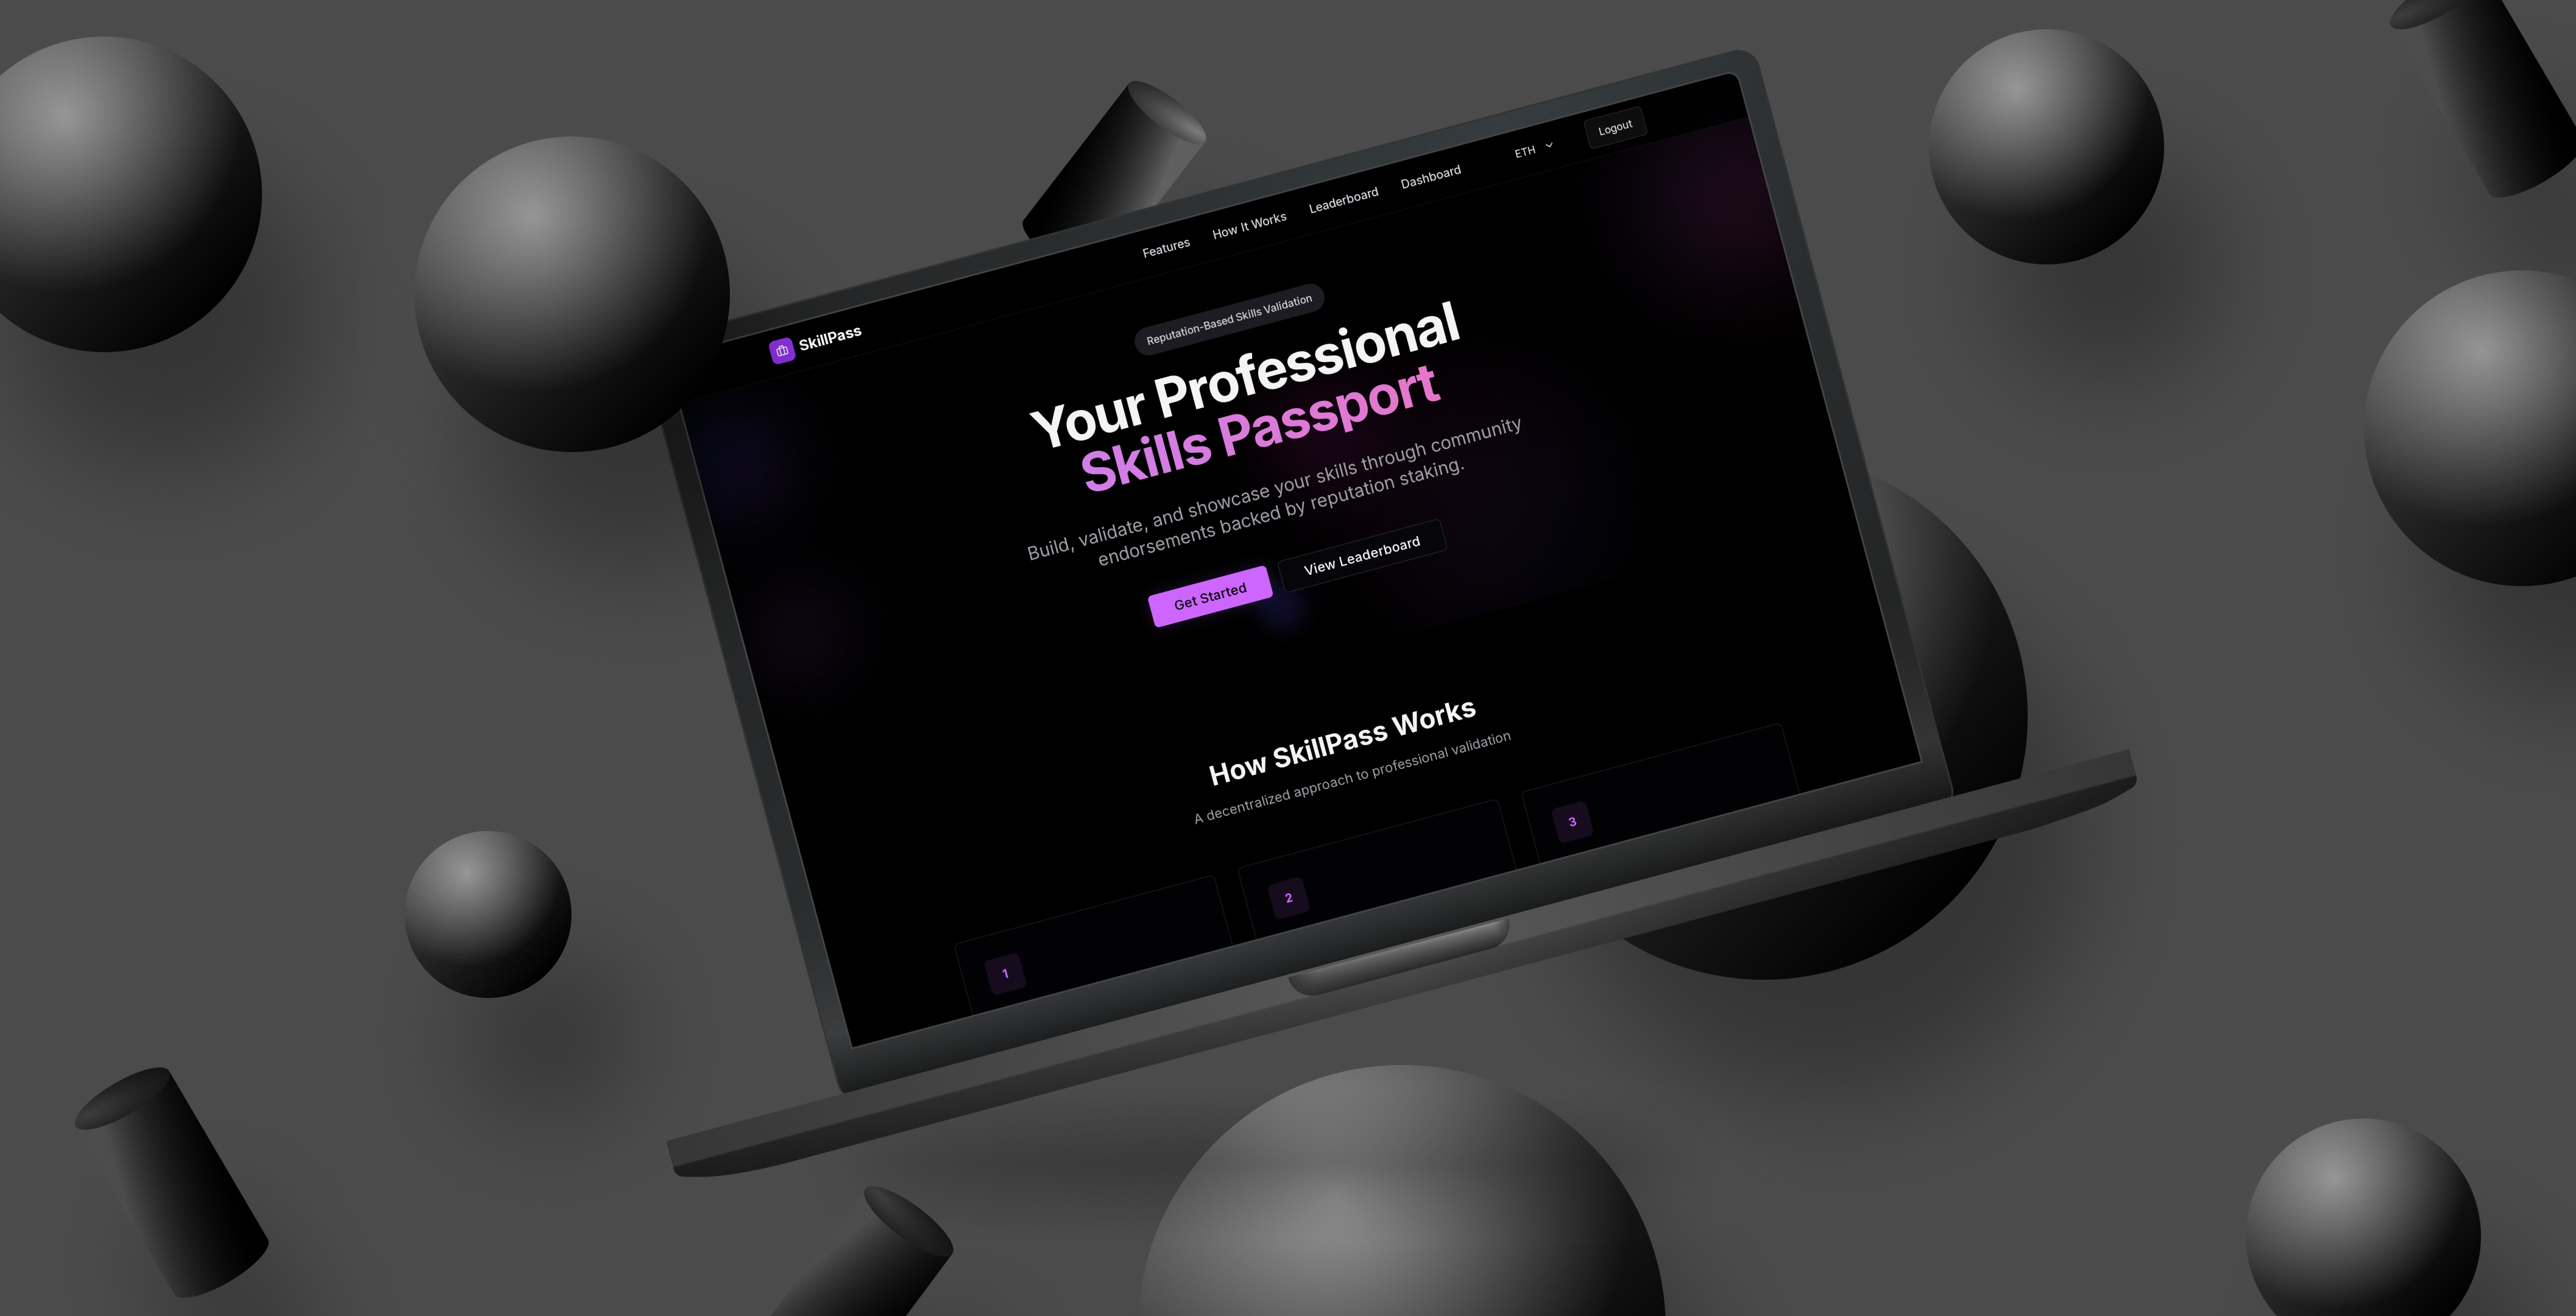 SkillPass
Features
How It Works
Leaderboard
Dashboard
ETH
Logout
Reputation-Based Skills Validation
Your Professional
Skills Passport
Build, validate, and showcase your skills through community
endorsements backed by reputation staking.
Get Started
View Leaderboard
How SkillPass Works
A decentralized approach to professional validation
1
2
3